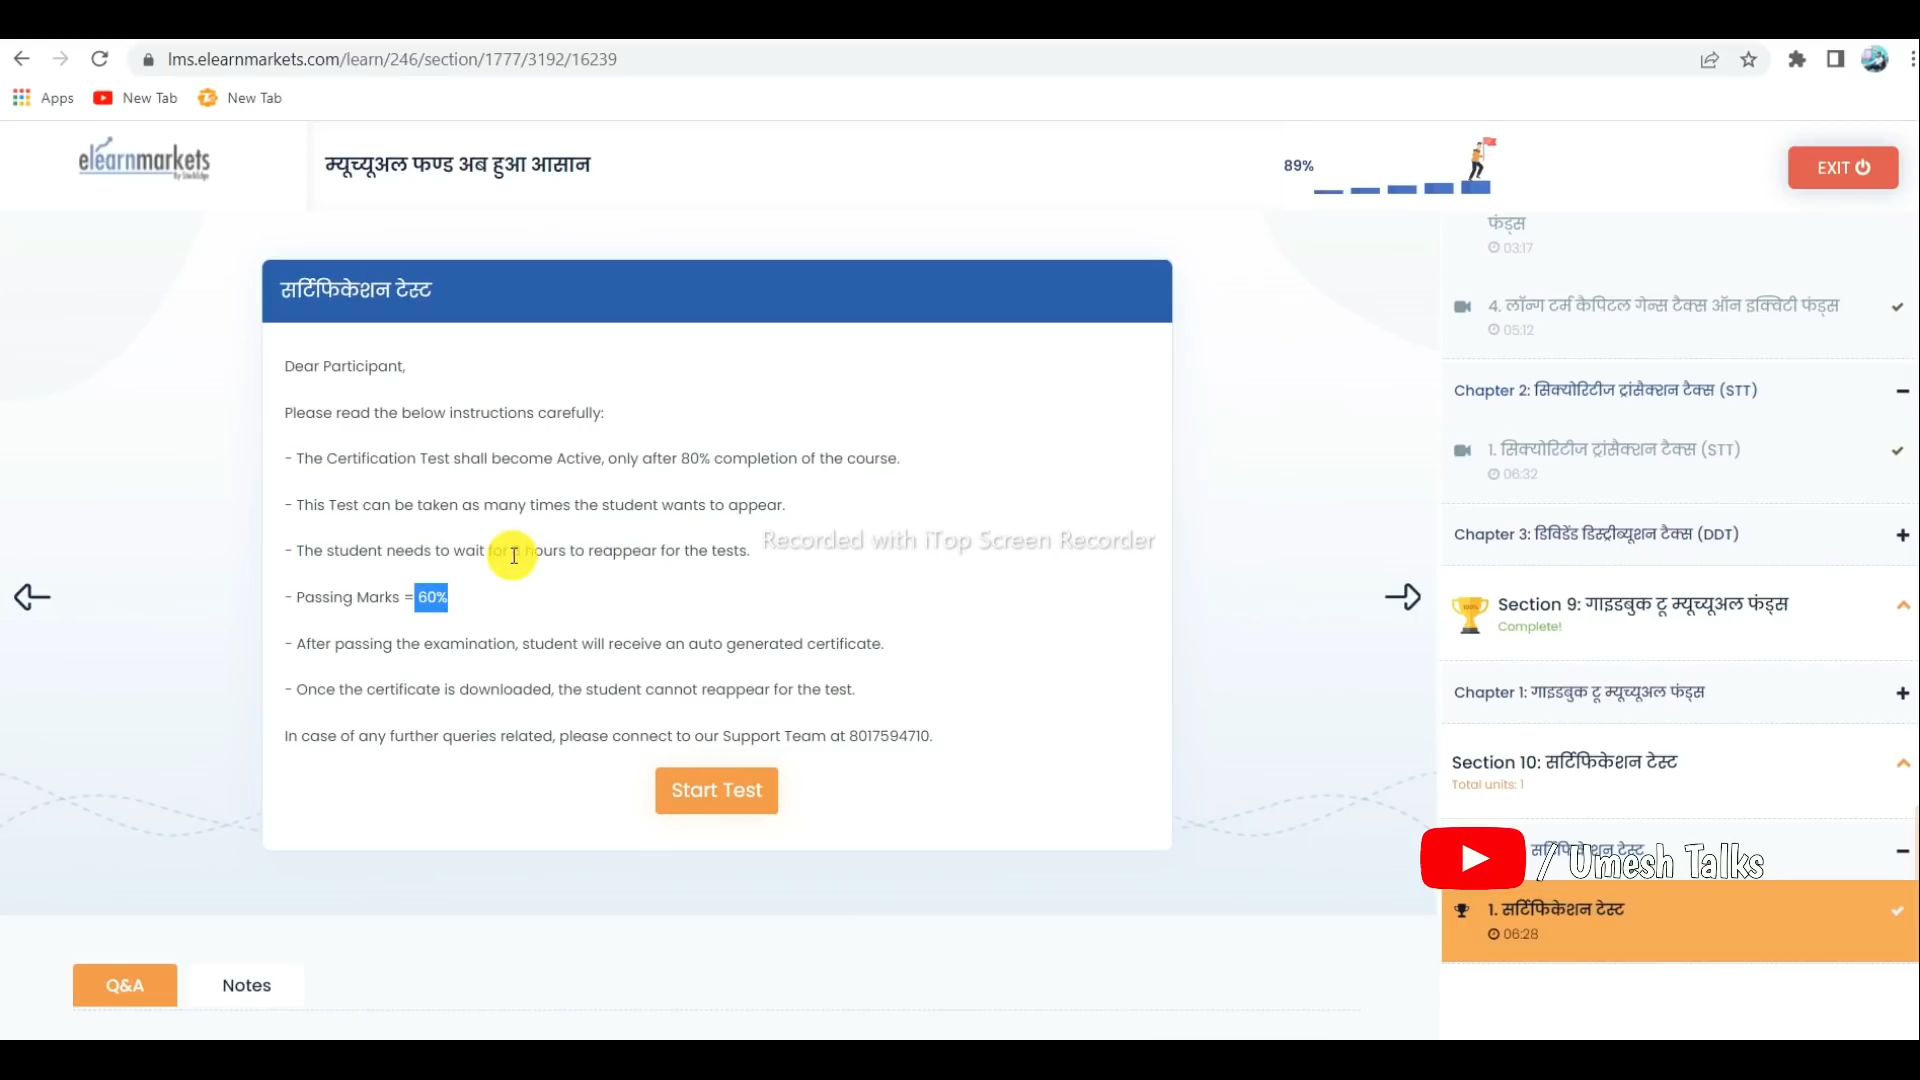 lms.elearnmarkets.com/learn/246/section/1777/3192/16239
Apps New Tab New Tab
elearnmarkets
By StockEdge
म्यूच्यूअल फण्ड अब हुआ आसान
89%
EXIT
सर्टिफिकेशन टेस्ट
Dear Participant,
Please read the below instructions carefully:
- The Certification Test shall become Active, only after 80% completion of the course.
- This Test can be taken as many times the student wants to appear.
- The student needs to wait for hours to reappear for the tests.
Recorded with iTop Screen Recorder
- Passing Marks = 60%
- After passing the examination, student will receive an auto generated certificate.
- Once the certificate is downloaded, the student cannot reappear for the test.
In case of any further queries related, please connect to our Support Team at 8017594710.
Start Test
Q&A
Notes
फंड्स
03:17
4. लॉन्ग टर्म कैपिटल गेन्स टैक्स ऑन इक्विटी फंड्स
05:12
Chapter 2: सिक्योरिटीज ट्रांसैक्शन टैक्स (STT)
1. सिक्योरिटीज ट्रांसैक्शन टैक्स (STT)
06:32
Chapter 3: डिविडेंड डिस्ट्रीब्यूशन टैक्स (DDT)
100%
Section 9: गाइडबुक टू म्यूच्यूअल फंड्स
Complete!
Chapter 1: गाइडबुक टू म्यूच्यूअल फंड्स
Section 10: सर्टिफिकेशन टेस्ट
Total units: 1
सर्टिफिकेशन टेस्ट
/ Umesh Talks
1. सर्टिफिकेशन टेस्ट
06:28